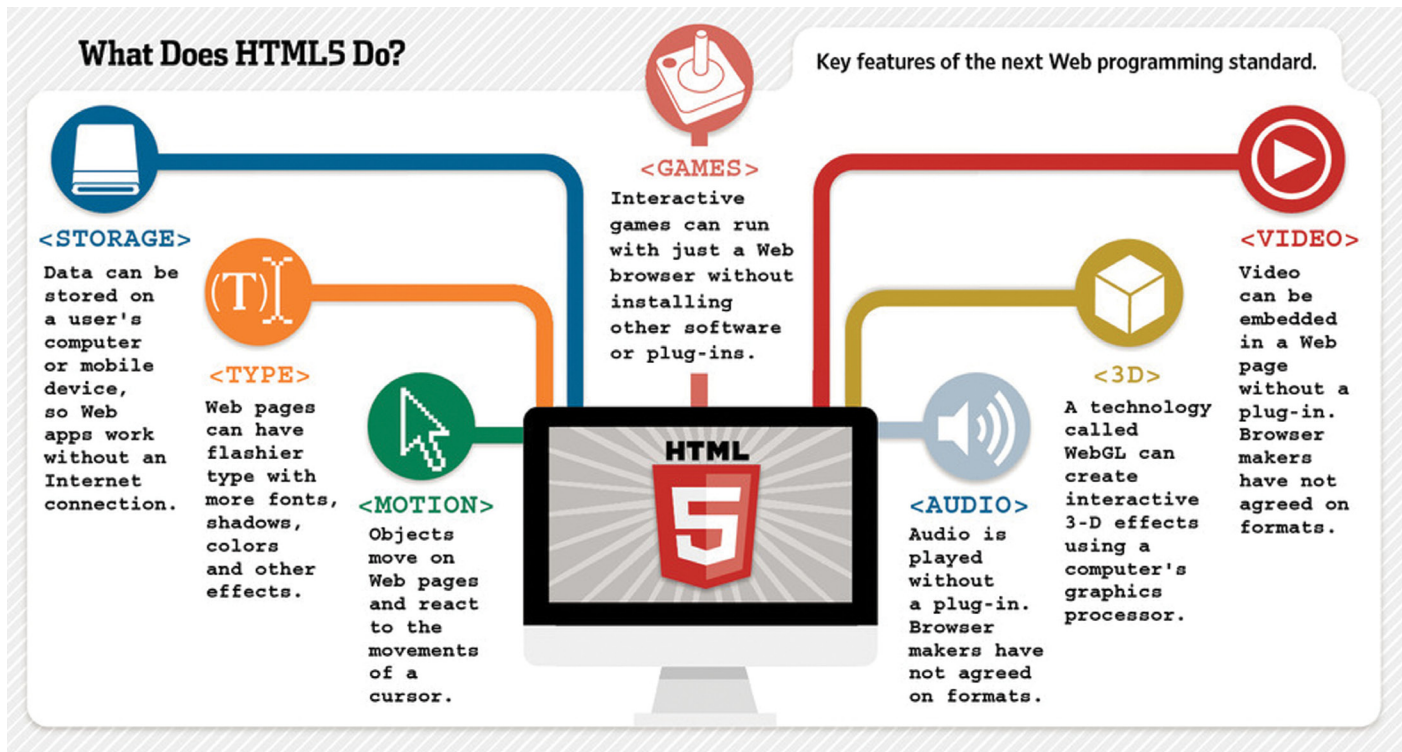 What Does HTML5 Do?
Key features of the next Web programming standard.
<STORAGE>
Data can be
stored on
a user's
computer
or mobile
device,
so Web
apps work
without an
Internet
connection.
(T)
<TYPE>
Web pages
can have
flashier
type with
more fonts,
shadows,
colors
and other
effects.
<MOTION>
Objects
move on
Web pages
and react
to the
movements
of a
cursor.
<GAMES>
Interactive
games can run
with just a Web
browser without
installing
other software
or plug-ins.
HTML
5
<AUDIO>
Audio is
played
without
a plug-in.
Browser
makers have
not agreed
on formats.
<3D>
A technology
called
WebGL can
create
interactive
3-D effects
using a
computer's
graphics
processor.
<VIDEO>
Video
can be
embedded
in a Web
page
without a
plug-in.
Browser
makers
have not
agreed on
formats.